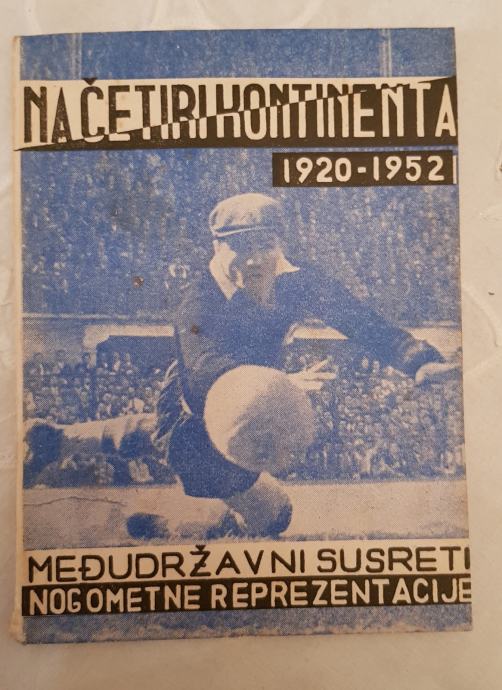 NA ČETIRI KONTINENTA
1920-1952
MEĐUDRŽAVNI SUSRETI
NOGOMETNE REPREZENTACIJE